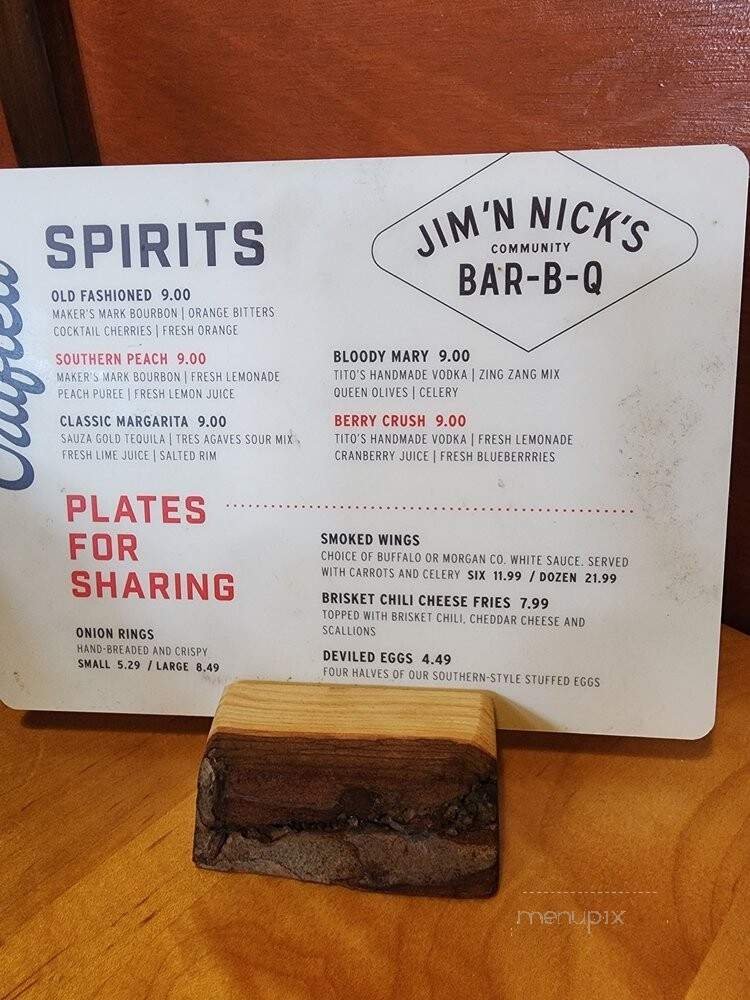 JIM'N NICK'S
COMMUNITY
BAR-B-Q
SPIRITS
OLD FASHIONED 9.00
MAKER'S MARK BOURBON | ORANGE BITTERS
COCKTAIL CHERRIES | FRESH ORANGE
SOUTHERN PEACH 9.00
MAKER'S MARK BOURBON | FRESH LEMONADE
PEACH PUREE | FRESH LEMON JUICE
CLASSIC MARGARITA 9.00
SAUZA GOLD TEQUILA | TRES AGAVES SOUR MIX
FRESH LIME JUICE | SALTED RIM
BLOODY MARY 9.00
TITO'S HANDMADE VODKA | ZING ZANG MIX
QUEEN OLIVES | CELERY
BERRY CRUSH 9.00
TITO'S HANDMADE VODKA | FRESH LEMONADE
CRANBERRY JUICE | FRESH BLUEBERRRIES
PLATES
FOR
SHARING
ONION RINGS
HAND-BREADED AND CRISPY
SMALL 5.29 / LARGE 8.49
SMOKED WINGS
CHOICE OF BUFFALO OR MORGAN CO. WHITE SAUCE. SERVED
WITH CARROTS AND CELERY SIX 11.99 / DOZEN 21.99
BRISKET CHILI CHEESE FRIES 7.99
TOPPED WITH BRISKET CHILI, CHEDDAR CHEESE AND
SCALLIONS
DEVILED EGGS 4.49
FOUR HALVES OF OUR SOUTHERN-STYLE STUFFED EGGS
menupix